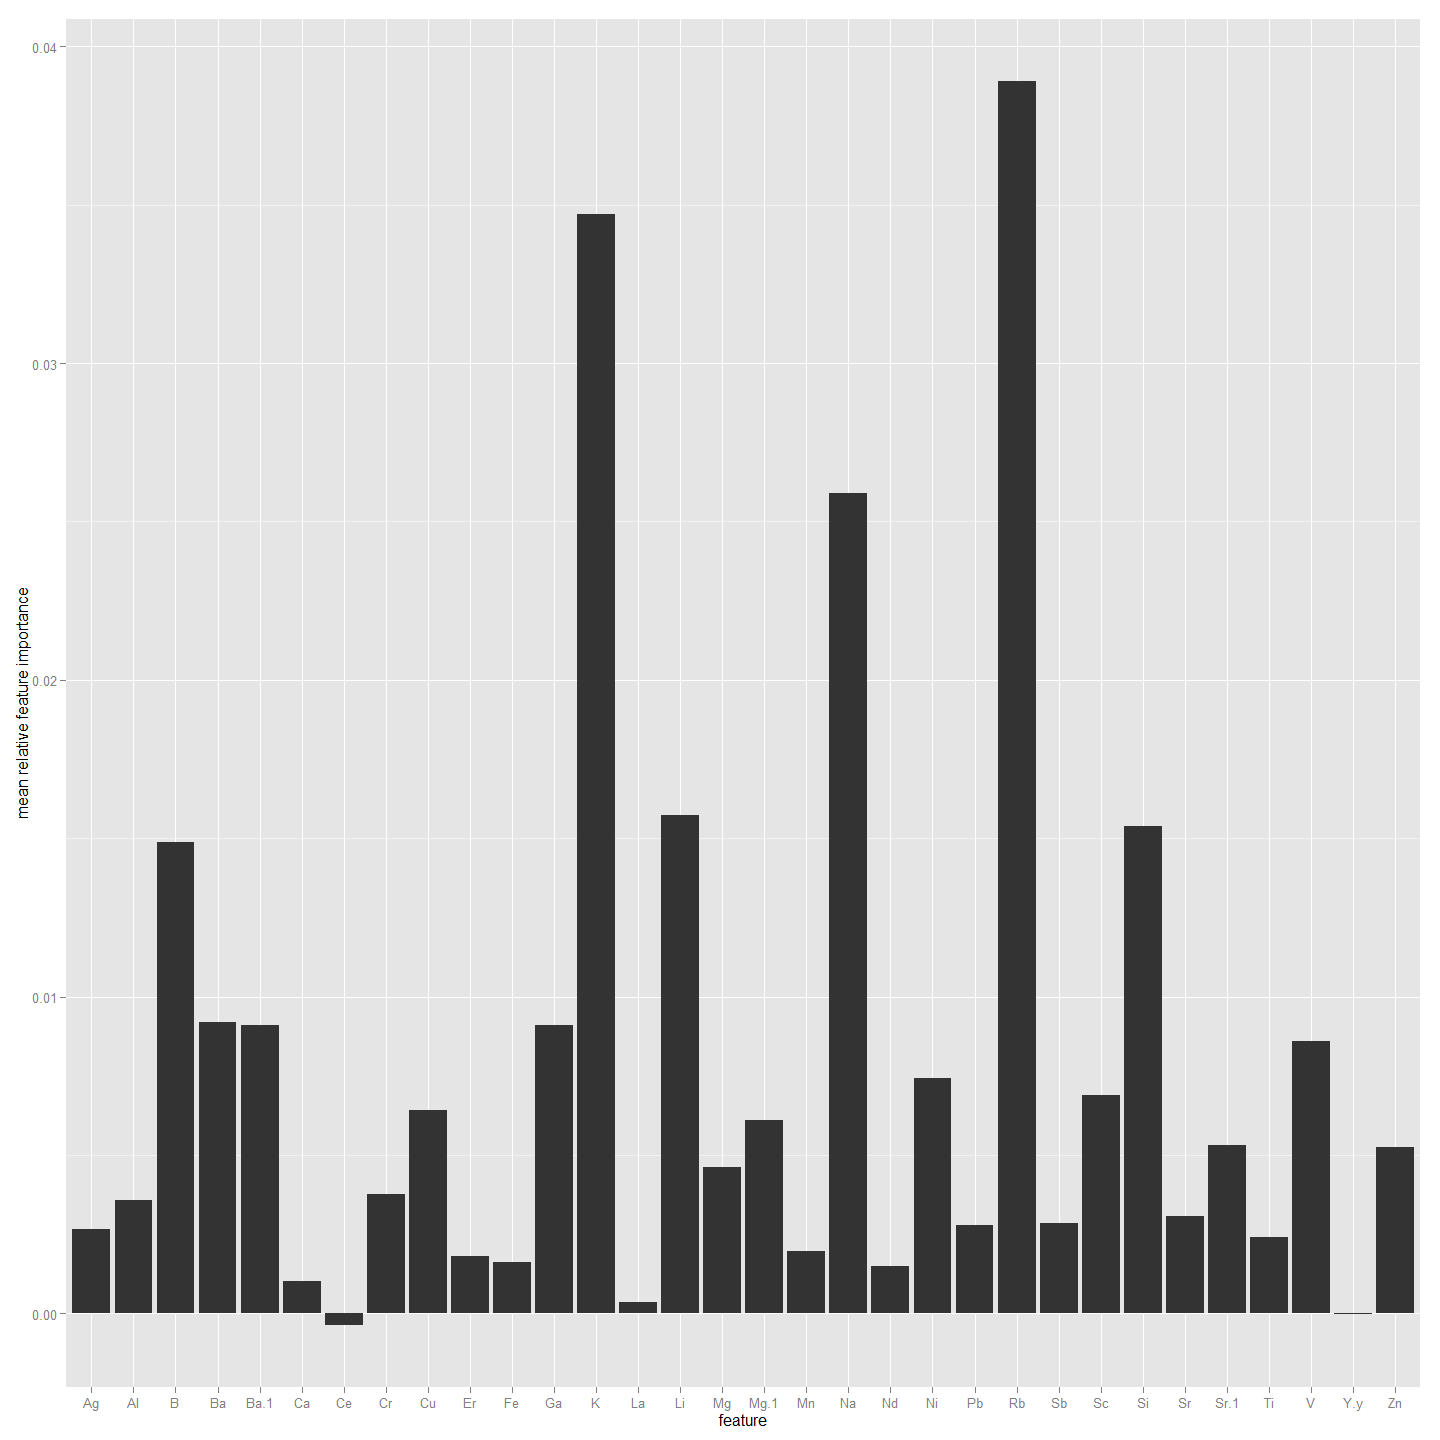 mean relative feature importance
0.04
0.03
0.02
0.01
0.00
Ag Al B Ba Ba.1 Ca Ce Cr Cu Er Fe Ga K La Li Mg Mg.1 Mn Na Nd Ni Pb Rb Sb Sc Si Sr Sr.1 Ti V Y.y Zn
feature